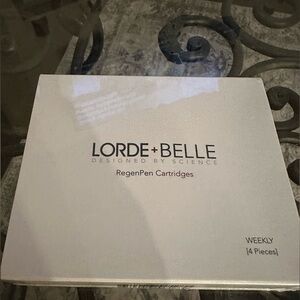 LORDE+BELLE
DESIGNED BY SCIENCE
RegenPen Cartridges
WEEKLY
[4 Pieces]